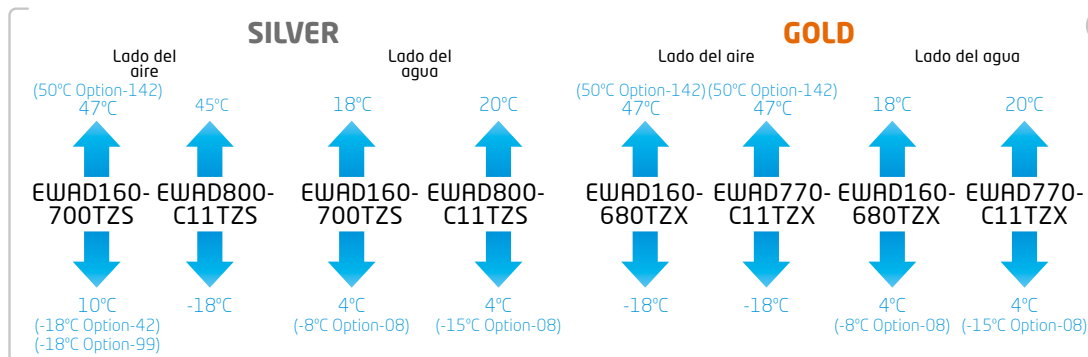 SILVER
GOLD
Lado del
aire
Lado del
agua
Lado del aire
Lado del agua
(50°C Option-142)
47°C
45°C
18°C
20°C
(50°C Option-142)
47°C
(50°C Option-142)
47°C
18°C
20°C
EWAD160-
700TZS
EWAD800-
C11TZS
EWAD160-
700TZS
EWAD800-
C11TZS
EWAD160-
680TZX
EWAD770-
C11TZX
EWAD160-
680TZX
EWAD770-
C11TZX
10°C
(-18°C Option-42)
(-18°C Option-99)
-18°C
4°C
(-8°C Option-08)
4°C
(-15°C Option-08)
-18°C
-18°C
4°C
(-8°C Option-08)
4°C
(-15°C Option-08)